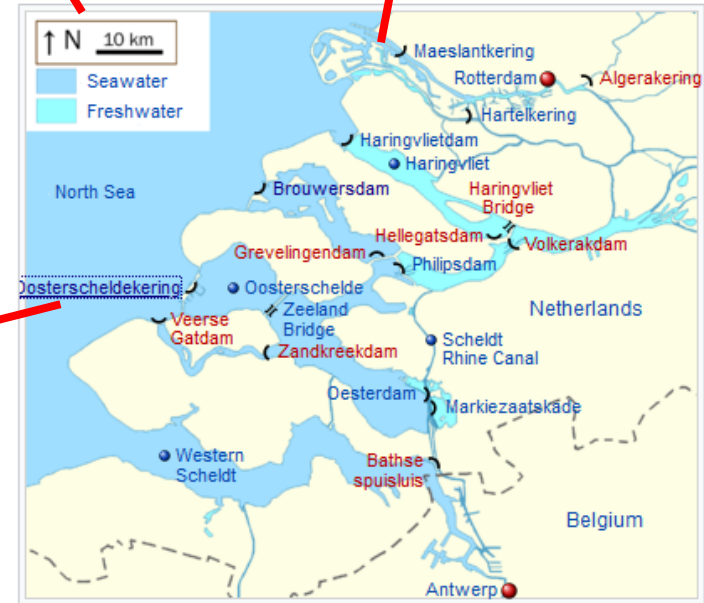 ↑ N 10 km
Seawater
Freshwater
Maeslantkering
Rotterdam
Algerakering
Hartelkering
Haringvlietdam
Haringvliet
North Sea
Brouwersdam
Haringvliet
Bridge
Hellegatsdam
Volkerakdam
Grevelingendam
Philipsdam
Oosterscheldekering
Oosterschelde
Zeeland
Bridge
Netherlands
Veerse
Gatdam
Zandkreekdam
Scheldt
Rhine Canal
Oesterdam
Markiezaatskade
Western
Scheldt
Bathse
spuisluis
Belgium
Antwerp